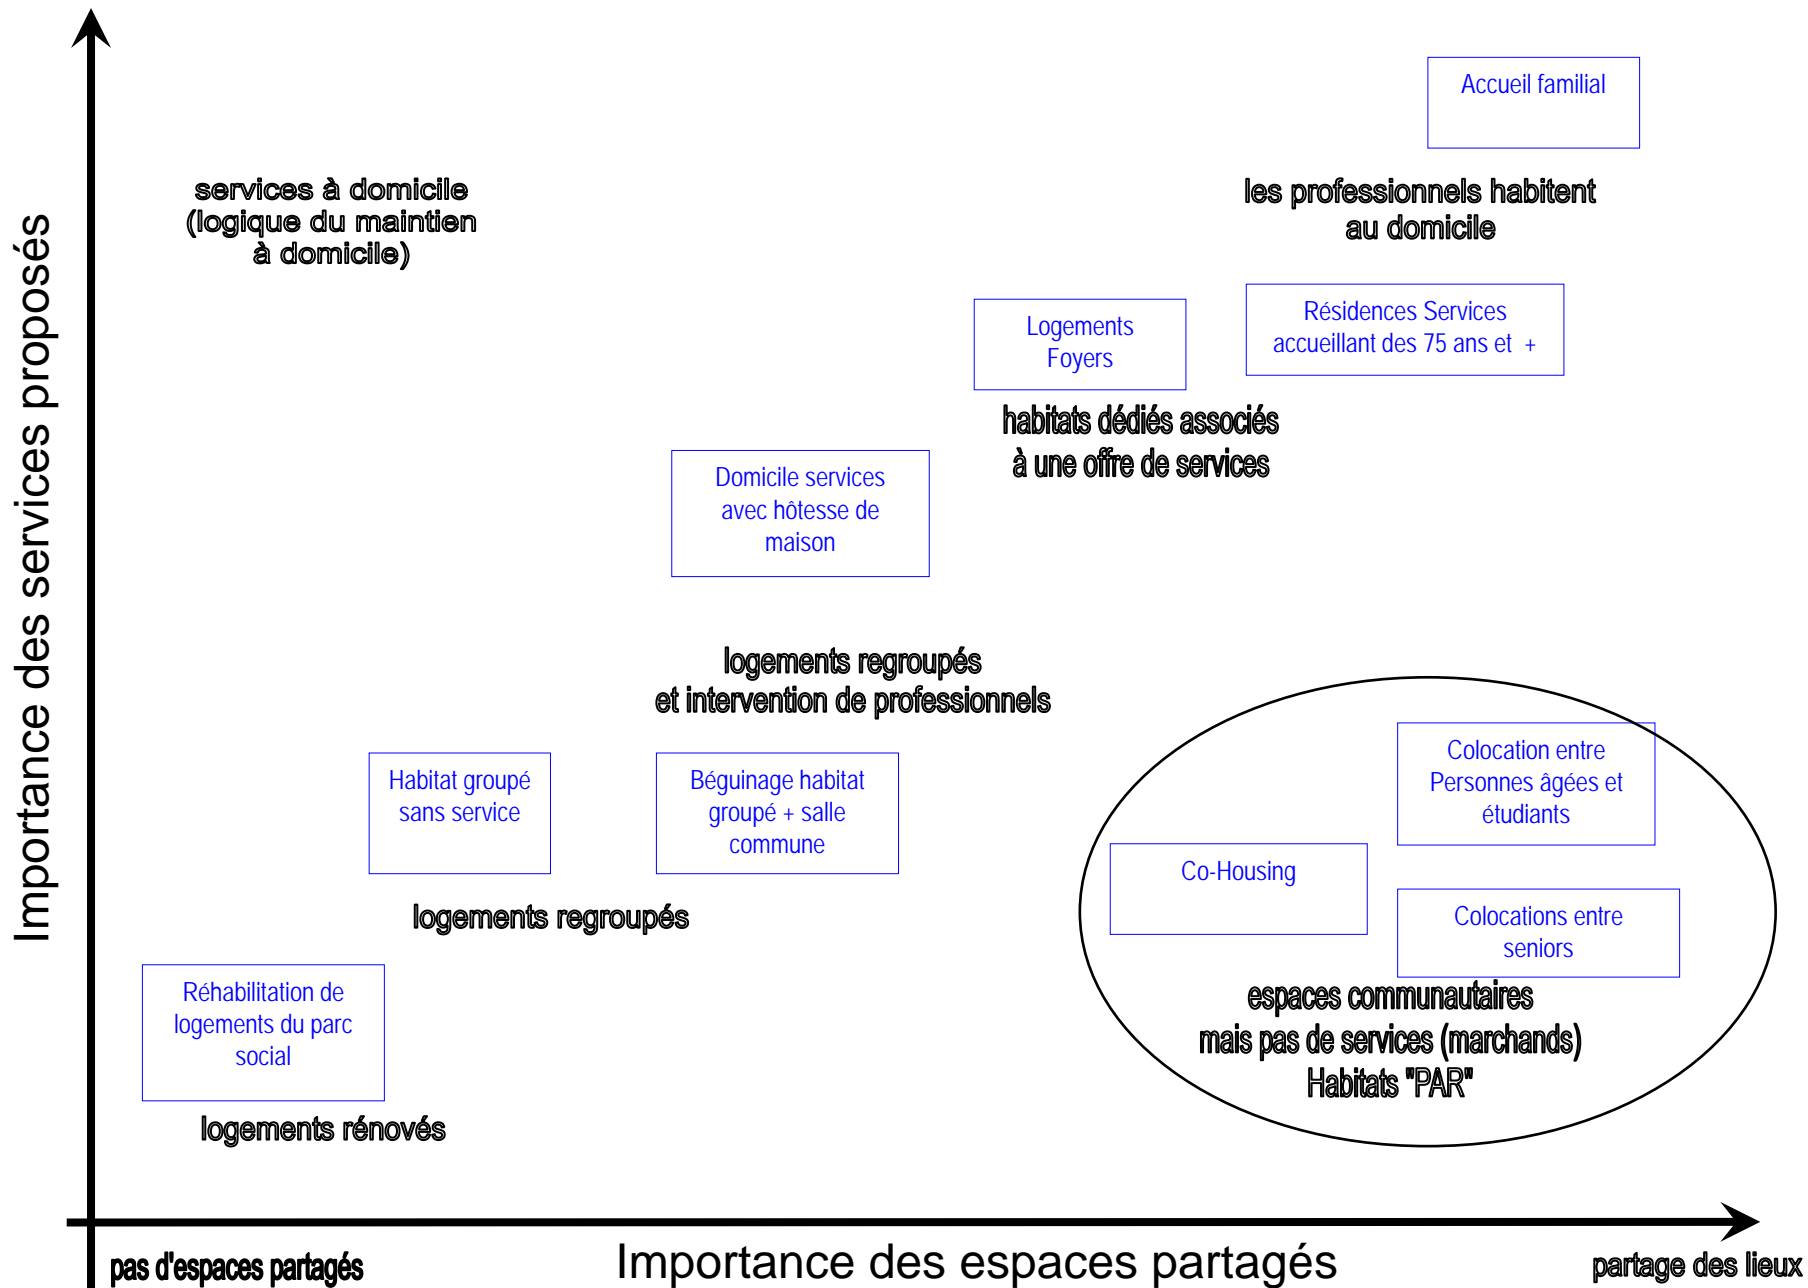 Importance des services proposés
Accueil familial
services à domicile
(logique du maintien
à domicile)
les professionnels habitent
au domicile
Logements
Foyers
Résidences Services
accueillant des 75 ans et +
habitats dédiés associés
à une offre de services
Domicile services
avec hôtesse de
maison
logements regroupés
et intervention de professionnels
Habitat groupé
sans service
Béguinage habitat
groupé + salle
commune
Colocation entre
Personnes âgées et
étudiants
Co-Housing
Colocations entre
seniors
logements regroupés
Réhabilitation de
logements du parc
social
espaces communautaires
mais pas de services (marchands)
Habitats "PAR"
logements rénovés
pas d'espaces partagés
Importance des espaces partagés
partage des lieux